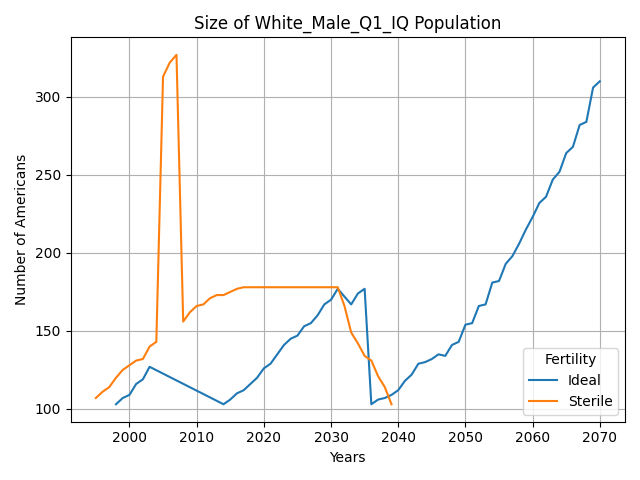 Size of White_Male_Q1_IQ Population
Number of Americans
300
250
200
150
100
2000 2010 2020 2030 2040 2050 2060 2070
Years
Fertility
Ideal
Sterile